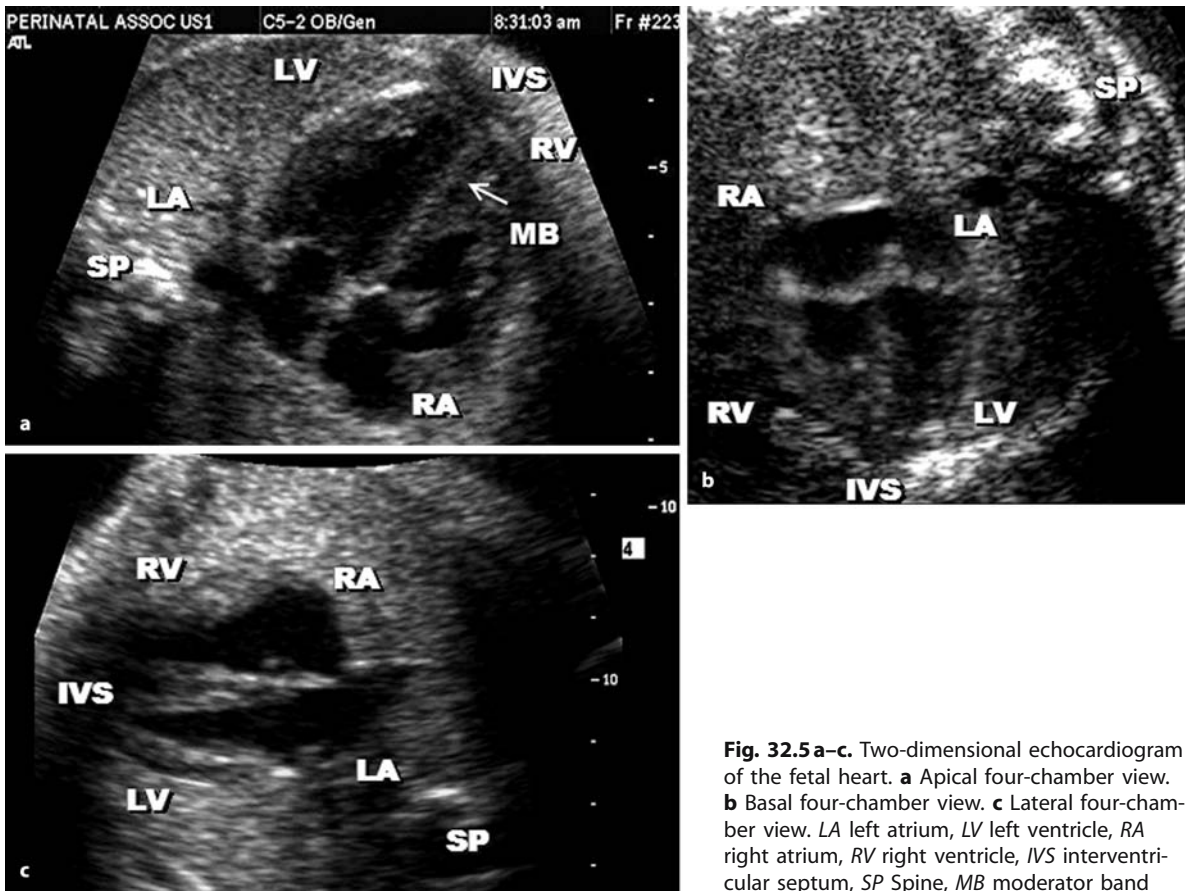 PERINATAL ASSOC US1 C5-2 OB/Gen 8:31:03 am Fr #223
ATL
LV
IVS
RV
-5
LA
MB
SP
RA
a
SP
RA
LA
RV
LV
IVS
b
-10
4
RV
RA
-10
IVS
LA
LV
SP
c
Fig. 32.5 a–c. Two-dimensional echocardiogram
of the fetal heart. a Apical four-chamber view.
b Basal four-chamber view. c Lateral four-cham-
ber view. LA left atrium, LV left ventricle, RA
right atrium, RV right ventricle, IVS interventri-
cular septum, SP Spine, MB moderator band